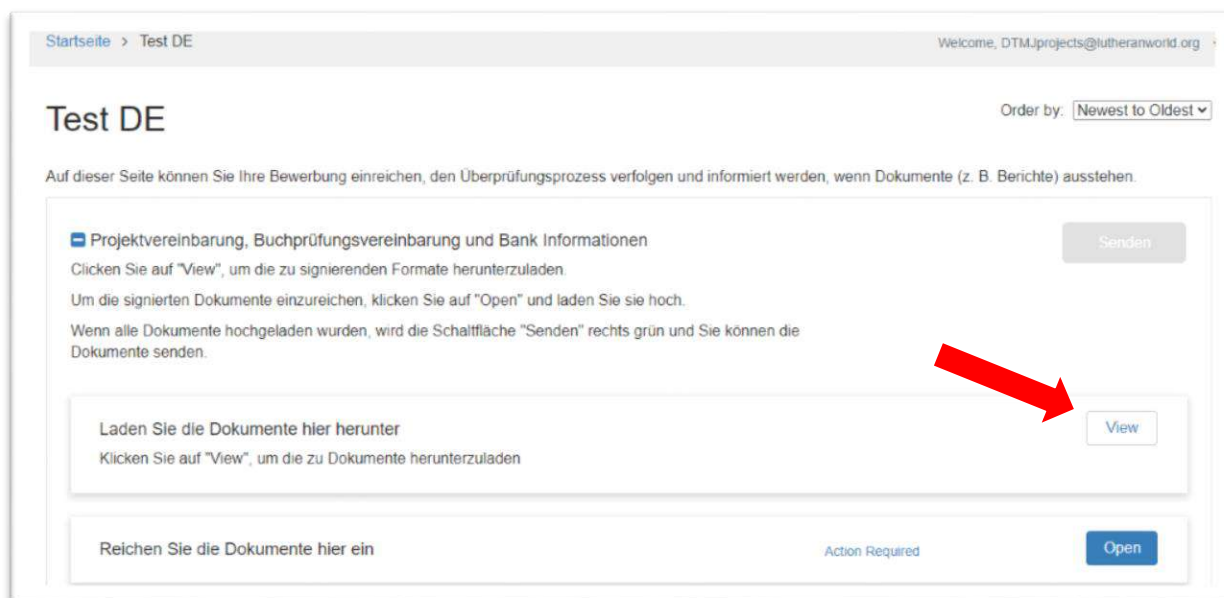 Startseite > Test DE
Welcome, DTMJprojects@lutheranworld.org
Test DE
Order by: Newest to Oldest
Auf dieser Seite können Sie Ihre Bewerbung einreichen, den Überprüfungsprozess verfolgen und informiert werden, wenn Dokumente (z. B. Berichte) ausstehen.
Projektvereinbarung, Buchprüfungsvereinbarung und Bank Informationen
Senden
Clicken Sie auf "View", um die zu signierenden Formate herunterzuladen.
Um die signierten Dokumente einzureichen, klicken Sie auf "Open" und laden Sie sie hoch.
Wenn alle Dokumente hochgeladen wurden, wird die Schaltfläche "Senden" rechts grün und Sie können die
Dokumente senden.
Laden Sie die Dokumente hier herunter
View
Klicken Sie auf "View", um die zu Dokumente herunterzuladen
Reichen Sie die Dokumente hier ein
Action Required
Open